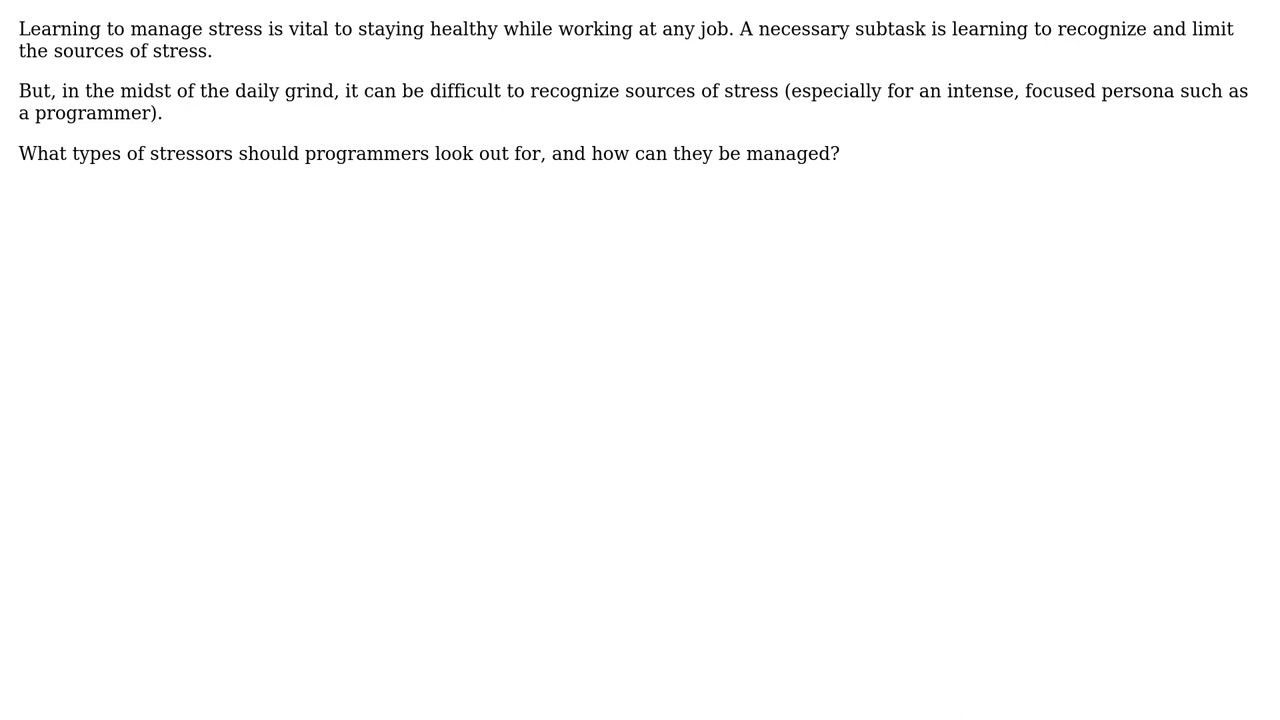 Learning to manage stress is vital to staying healthy while working at any job. A necessary subtask is learning to recognize and limit
the sources of stress.
But, in the midst of the daily grind, it can be difficult to recognize sources of stress (especially for an intense, focused persona such as
a programmer).
What types of stressors should programmers look out for, and how can they be managed?